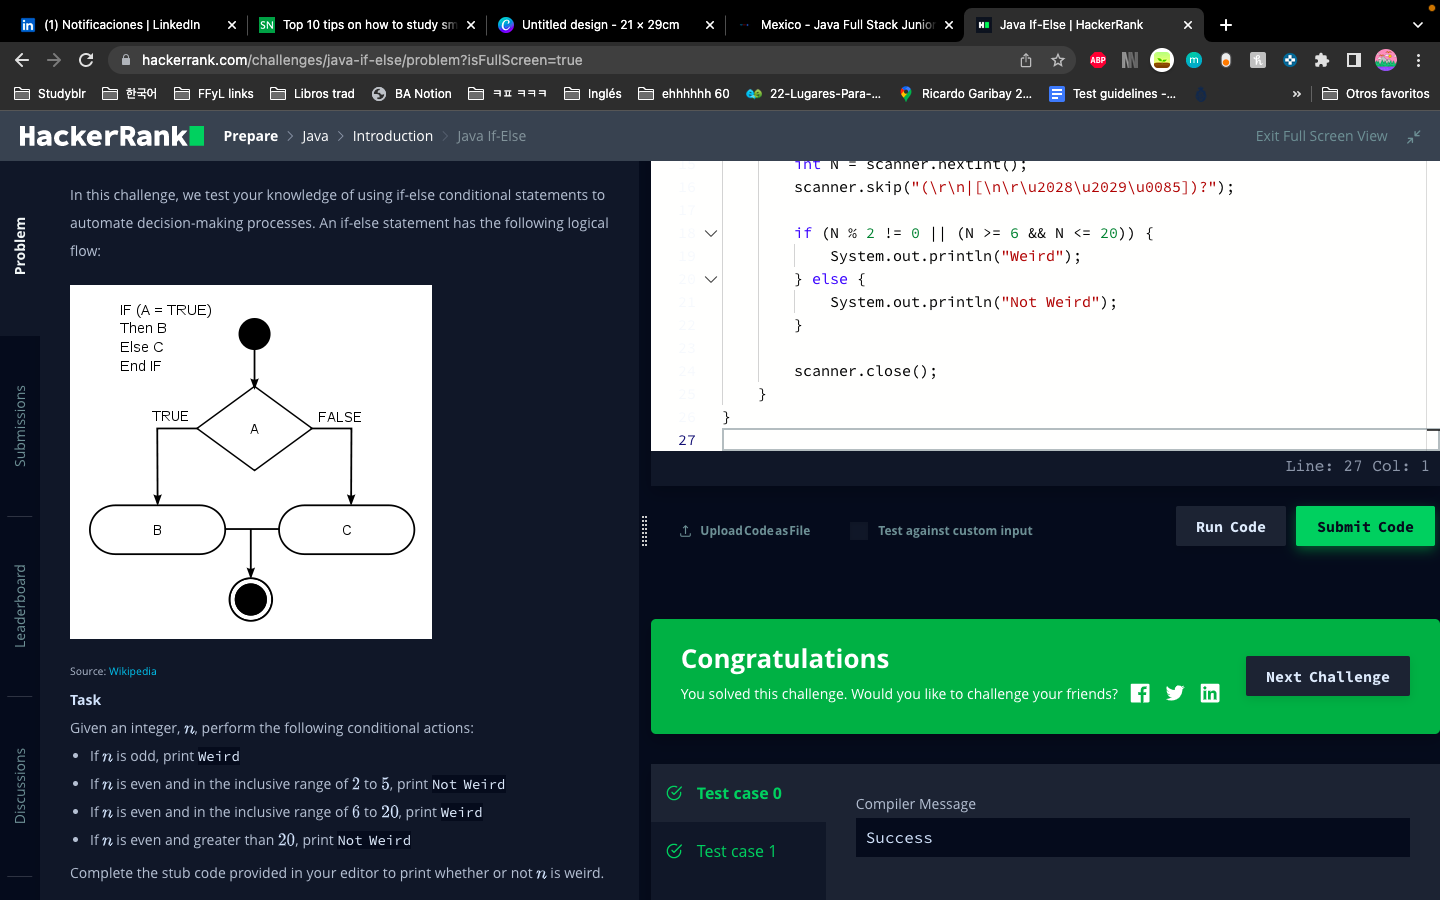 (1) Notificaciones | LinkedIn
Top 10 tips on how to study sm
Untitled design - 21 × 29cm
Mexico - Java Full Stack Junior
Java If-Else | HackerRank
hackerrank.com/challenges/java-if-else/problem?isFullScreen=true
Studyblr
한국어
FFyL links
Libros trad
BA Notion
ㅋㅍ ㅋㅋㅋ
Inglés
ehhhhhh 60
22-Lugares-Para-...
Ricardo Garibay 2...
Test guidelines -...
»
Otros favoritos
HackerRank
Prepare > Java > Introduction > Java If-Else
Exit Full Screen View
Problem
Submissions
Leaderboard
Discussions
In this challenge, we test your knowledge of using if-else conditional statements to
automate decision-making processes. An if-else statement has the following logical
flow:
IF (A = TRUE)
Then B
Else C
End IF
TRUE
FALSE
A
B
C
Source: Wikipedia
Task
Given an integer, n, perform the following conditional actions:
• If n is odd, print Weird
• If n is even and in the inclusive range of 2 to 5, print Not Weird
• If n is even and in the inclusive range of 6 to 20, print Weird
• If n is even and greater than 20, print Not Weird
Complete the stub code provided in your editor to print whether or not n is weird.
int N = scanner.nextInt();
16 scanner.skip("(\r\n|[\n\r\u2028\u2029\u0085])?");
17
18 if (N % 2 != 0 || (N >= 6 && N <= 20)) {
19 System.out.println("Weird");
20 } else {
21 System.out.println("Not Weird");
22 }
23
24 scanner.close();
25 }
26 }
27
Line: 27 Col: 1
Upload Code as File
Test against custom input
Run Code
Submit Code
Congratulations
You solved this challenge. Would you like to challenge your friends?
Next Challenge
Test case 0
Test case 1
Compiler Message
Success